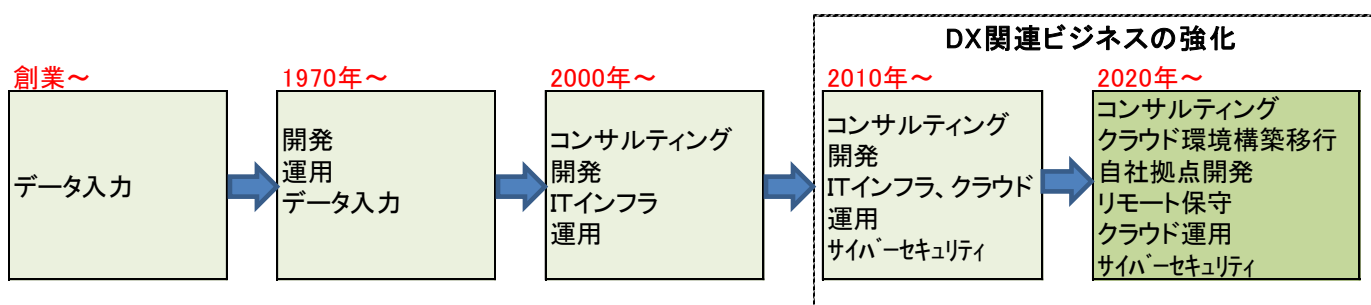 DX関連ビジネスの強化
創業～
データ入力
1970年～
開発
運用
データ入力
2000年～
コンサルティング
開発
ITインフラ
運用
2010年～
コンサルティング
開発
ITインフラ、クラウド
運用
ｻｲﾊﾞｰｾｷｭﾘﾃｨ
2020年～
コンサルティング
クラウド環境構築移行
自社拠点開発
リモート保守
クラウド運用
ｻｲﾊﾞｰｾｷｭﾘﾃｨ